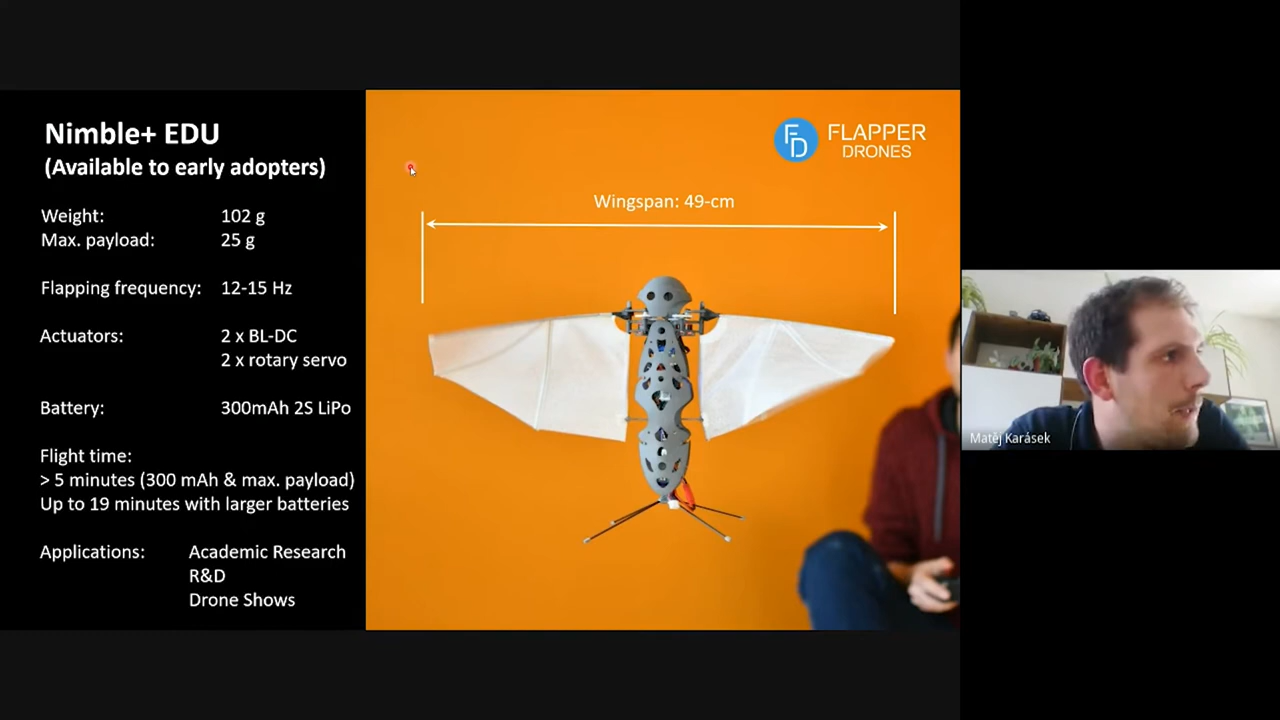 Nimble+ EDU
(Available to early adopters)
Weight: 102 g
Max. payload: 25 g
Flapping frequency: 12-15 Hz
Actuators: 2 x BL-DC
2 x rotary servo
Battery: 300mAh 2S LiPo
Flight time:
> 5 minutes (300 mAh & max. payload)
Up to 19 minutes with larger batteries
Applications: Academic Research
R&D
Drone Shows
FD
FLAPPER
DRONES
Wingspan: 49-cm
Matěj Karásek